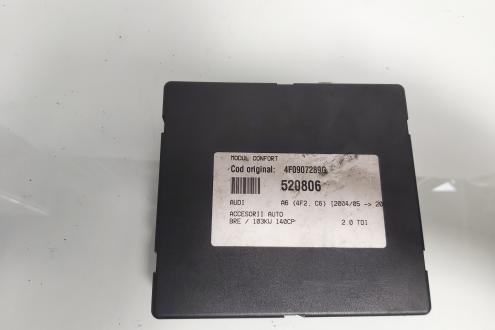 MODUL CONFORT
Cod original: 4F0907289G
520806
AUDI A6 (4F2, C6) [2004/05 -> 20
ACCESORII AUTO
BRE / 103KW 140CP 2.0 TDI